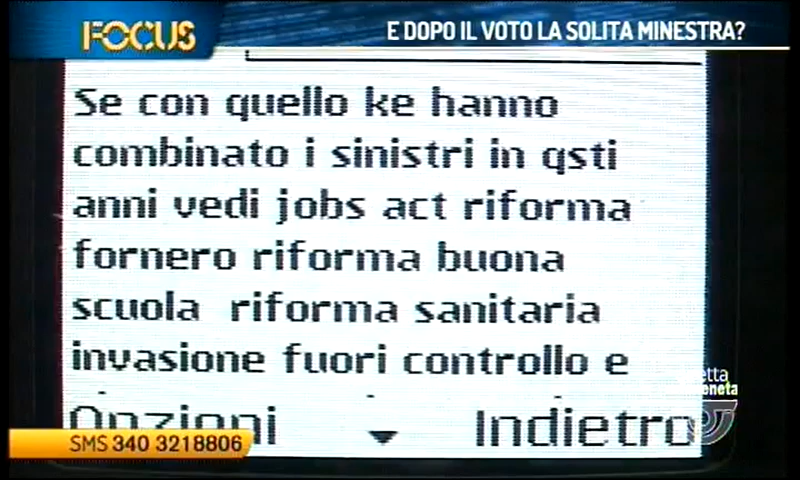 FOCUS
E DOPO IL VOTO LA SOLITA MINESTRA?
Se con quello ke hanno
combinato i sinistri in qsti
anni vedi jobs act riforma
fornero riforma buona
scuola riforma sanitaria
invasione fuori controllo e
Opzioni
Indietro
SMS 340 3218806